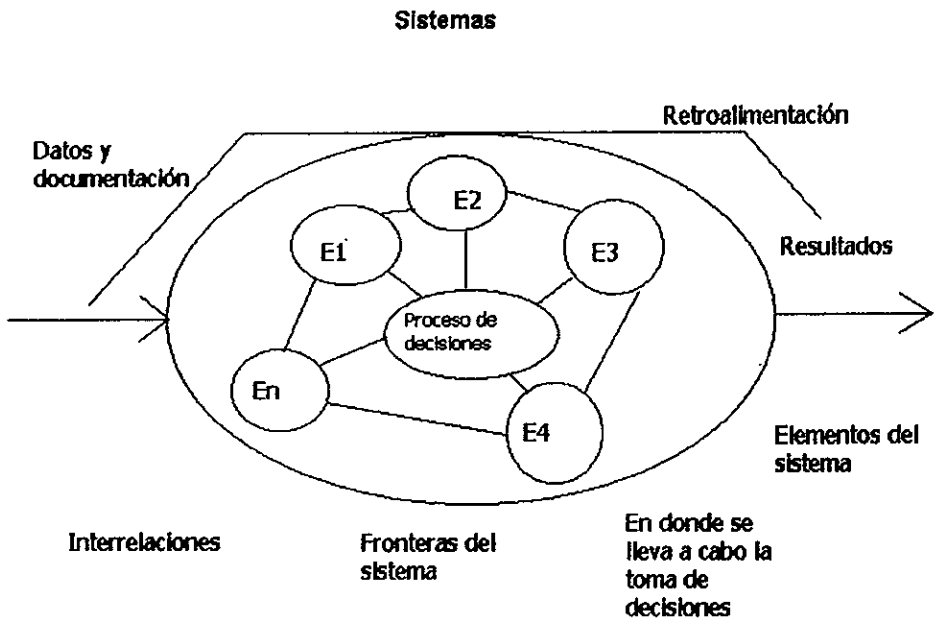 Sistemas
Retroalimentación
Datos y
documentación
E2
E1
E3
Resultados
Proceso de
decisiones
En
E4
Elementos del
sistema
Interrelaciones
Fronteras del
sistema
En donde se
lleva a cabo la
toma de
decisiones